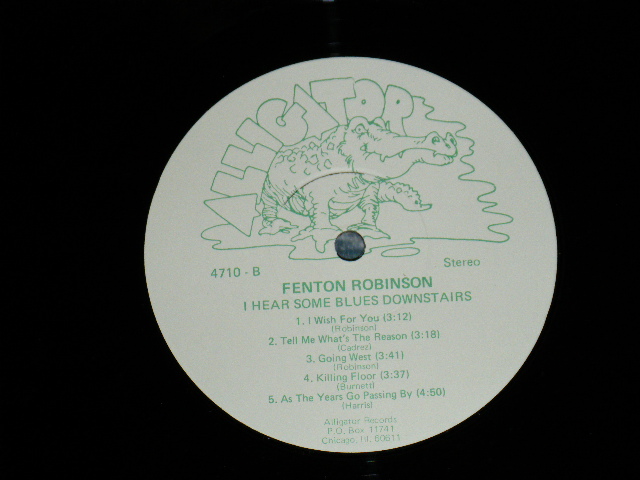 ALLIGATOR
4710 - B
Stereo
FENTON ROBINSON
I HEAR SOME BLUES DOWNSTAIRS
1. I Wish For You (3:12)
(Robinson)
2. Tell Me What's The Reason (3:18)
(Cadrez)
3. Going West (3:41)
(Robinson)
4. Killing Floor (3:37)
(Burnett)
5. As The Years Go Passing By (4:50)
(Harris)
Alligator Records
P.O. Box 11741
Chicago, Ill. 60611